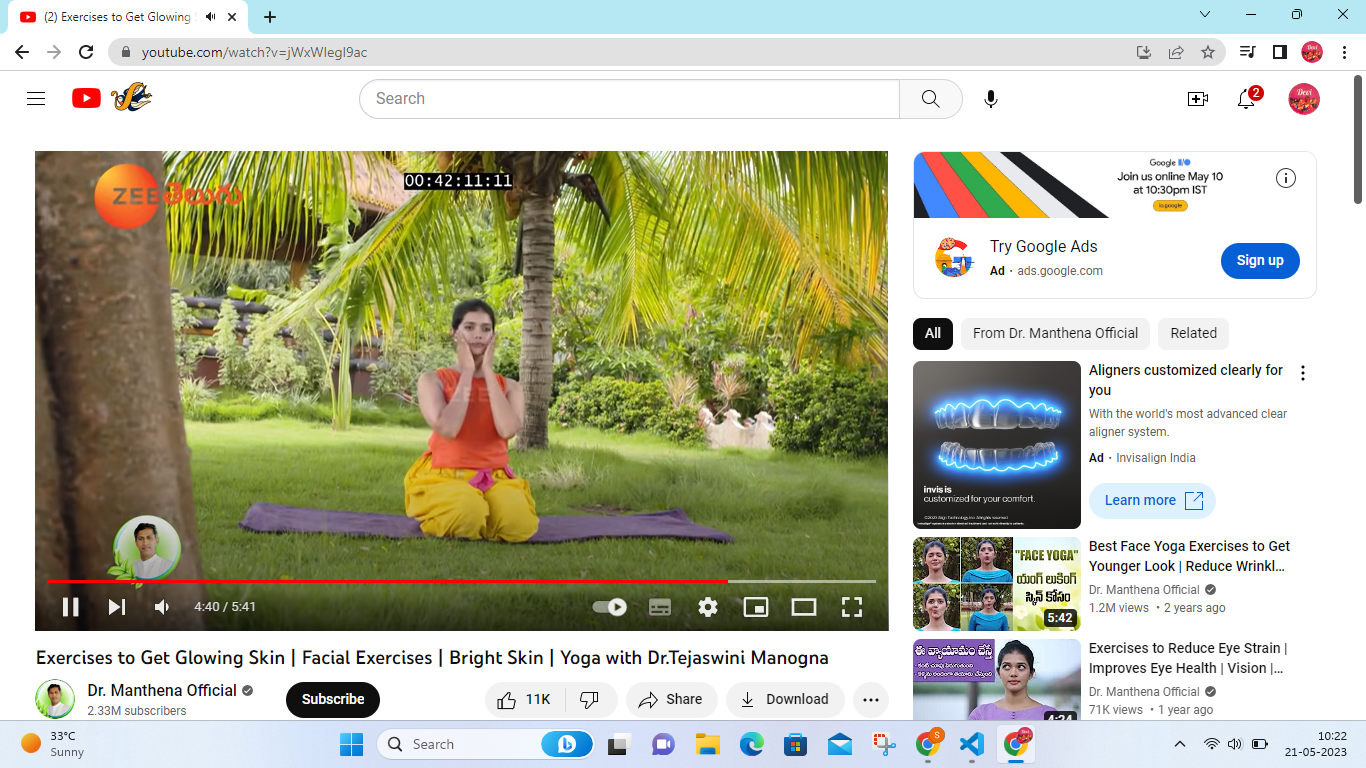 (2) Exercises to Get Glowing S
youtube.com/watch?v=jWxWlegI9ac
Search
2
Devi
ZEE తెలుగు
00:42:11:11
4:40 / 5:41
Exercises to Get Glowing Skin | Facial Exercises | Bright Skin | Yoga with Dr.Tejaswini Manogna
Dr. Manthena Official
2.33M subscribers
Subscribe
11K
Share
Download
Google I/O
Join us online May 10
at 10:30pm IST
io.google
Try Google Ads
Ad · ads.google.com
Sign up
All
From Dr. Manthena Official
Related
invis is
customized for your comfort.
Aligners customized clearly for
you
With the world's most advanced clear
aligner system.
Ad · Invisalign India
Learn more
"FACE YOGA"
యంగ్ లుకింగ్
స్కిన్ కోసం
5:42
Best Face Yoga Exercises to Get
Younger Look | Reduce Wrinkl...
Dr. Manthena Official
1.2M views · 2 years ago
ఈ వ్యాయామం చేస్తే
4:24
Exercises to Reduce Eye Strain |
Improves Eye Health | Vision |...
Dr. Manthena Official
71K views · 1 year ago
33°C
Sunny
Search
S
10:22
21-05-2023